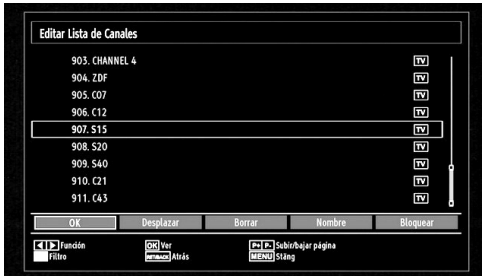 Editar Lista de Canales
903. CHANNEL 4 TV
904. ZDF TV
905. C07 TV
906. C12 TV
907. S15 TV
908. S20 TV
909. S40 TV
910. C21 TV
911. C43 TV
OK Desplazar Borrar Nombre Bloquear
Función OK Ver P+ P- Subir/bajar página
Filtro RET/BACK Atrás MENU Stäng